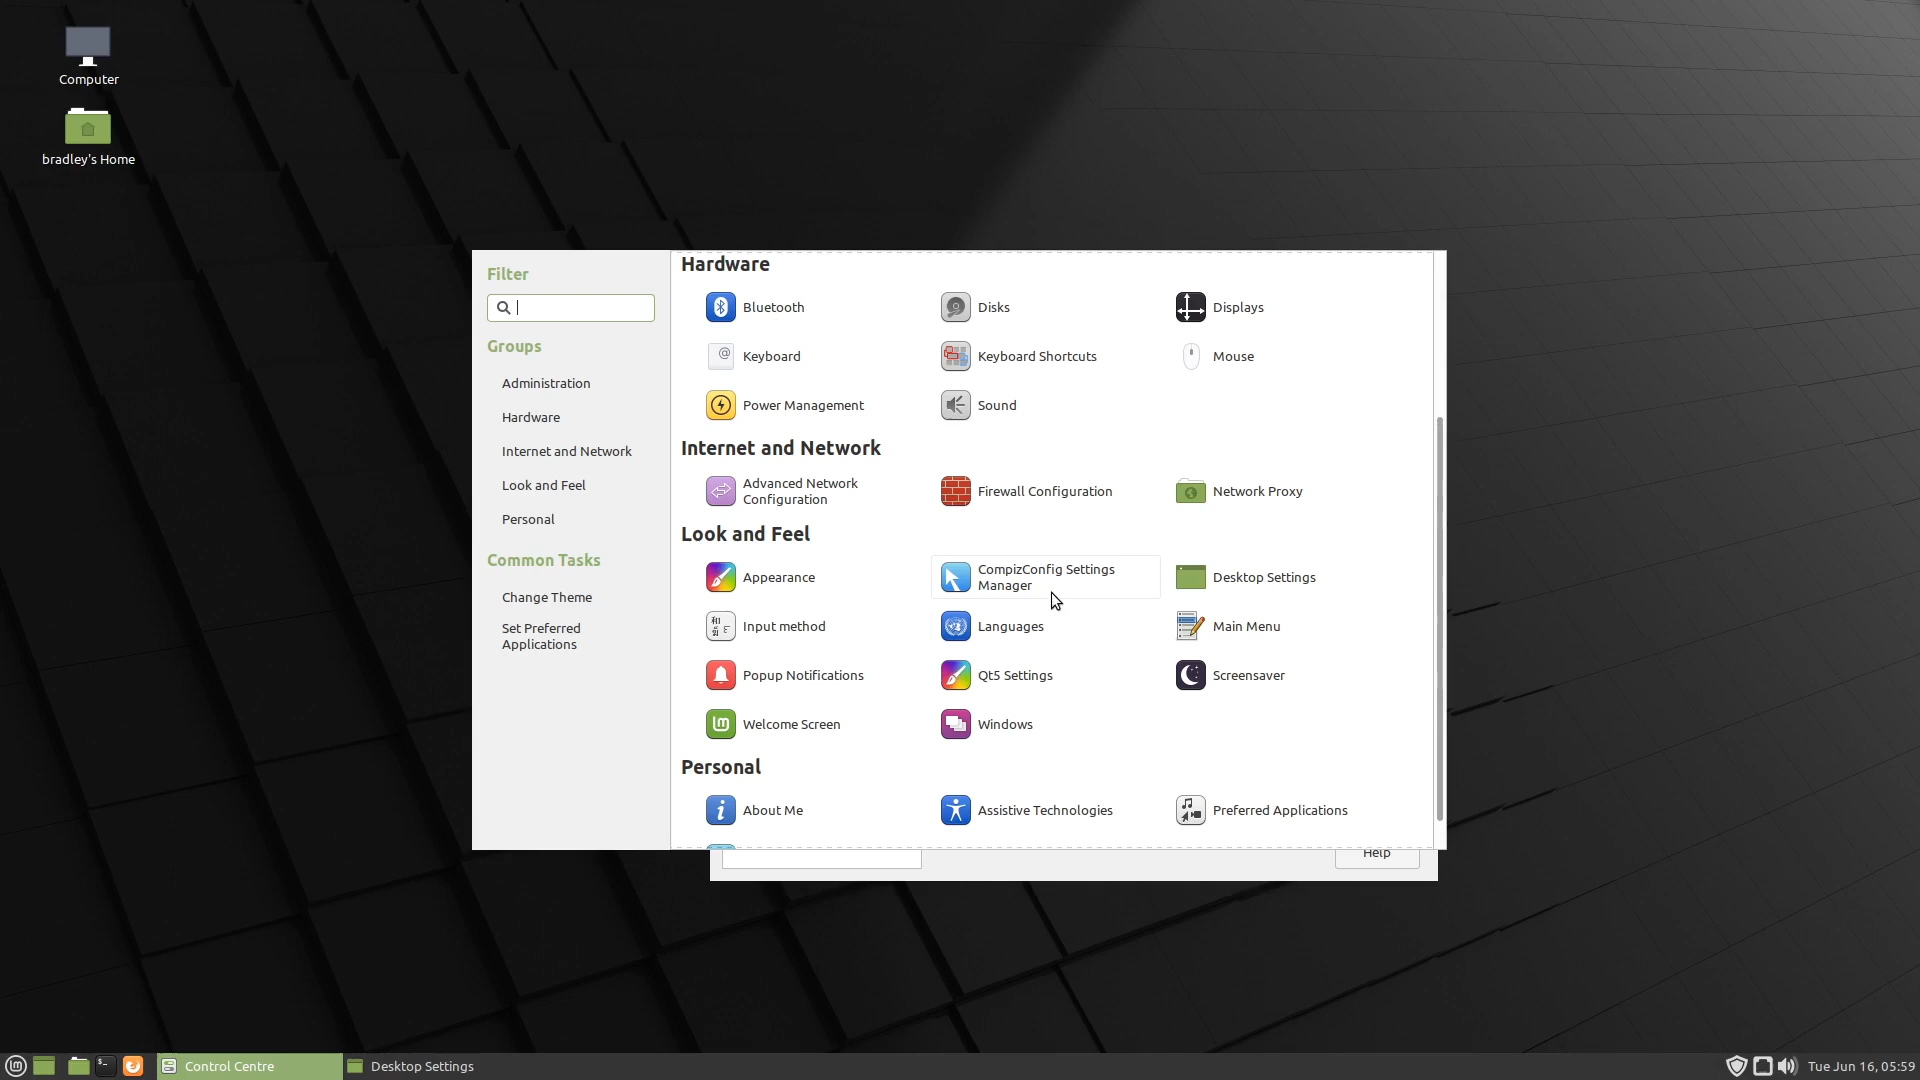 Computer
bradley's Home
Filter
Groups
Administration
Hardware
Internet and Network
Look and Feel
Personal
Common Tasks
Change Theme
Set Preferred
Applications
Hardware
Bluetooth
Disks
Displays
Keyboard
Keyboard Shortcuts
Mouse
Power Management
Sound
Internet and Network
Advanced Network
Configuration
Firewall Configuration
Network Proxy
Look and Feel
Appearance
CompizConfig Settings
Manager
Desktop Settings
Input method
Languages
Main Menu
Popup Notifications
Qt5 Settings
Screensaver
Welcome Screen
Windows
Personal
About Me
Assistive Technologies
Preferred Applications
Help
Control Centre
Desktop Settings
Tue Jun 16, 05:59